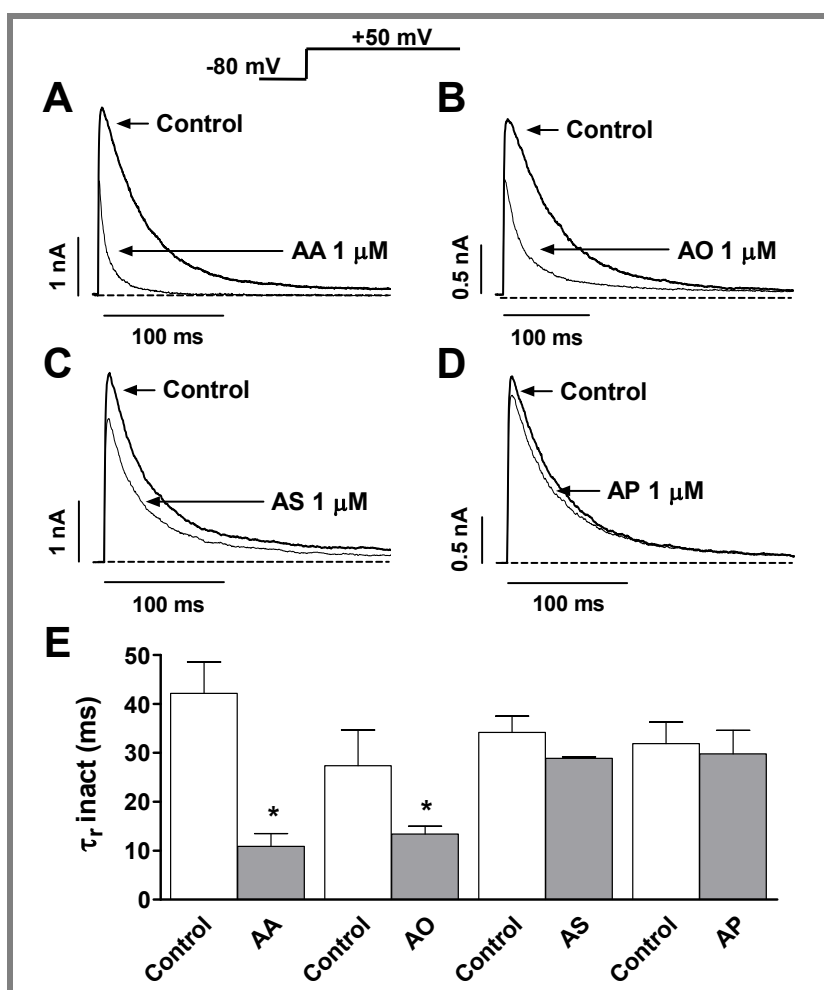 +50 mV
-80 mV
A
Control
AA 1 μM
1 nA
100 ms
B
Control
AO 1 μM
0.5 nA
100 ms
C
Control
AS 1 μM
1 nA
100 ms
D
Control
AP 1 μM
0.5 nA
100 ms
E
τr inact (ms)
50
40
30
20
10
0
*
*
Control
AA
Control
AO
Control
AS
Control
AP